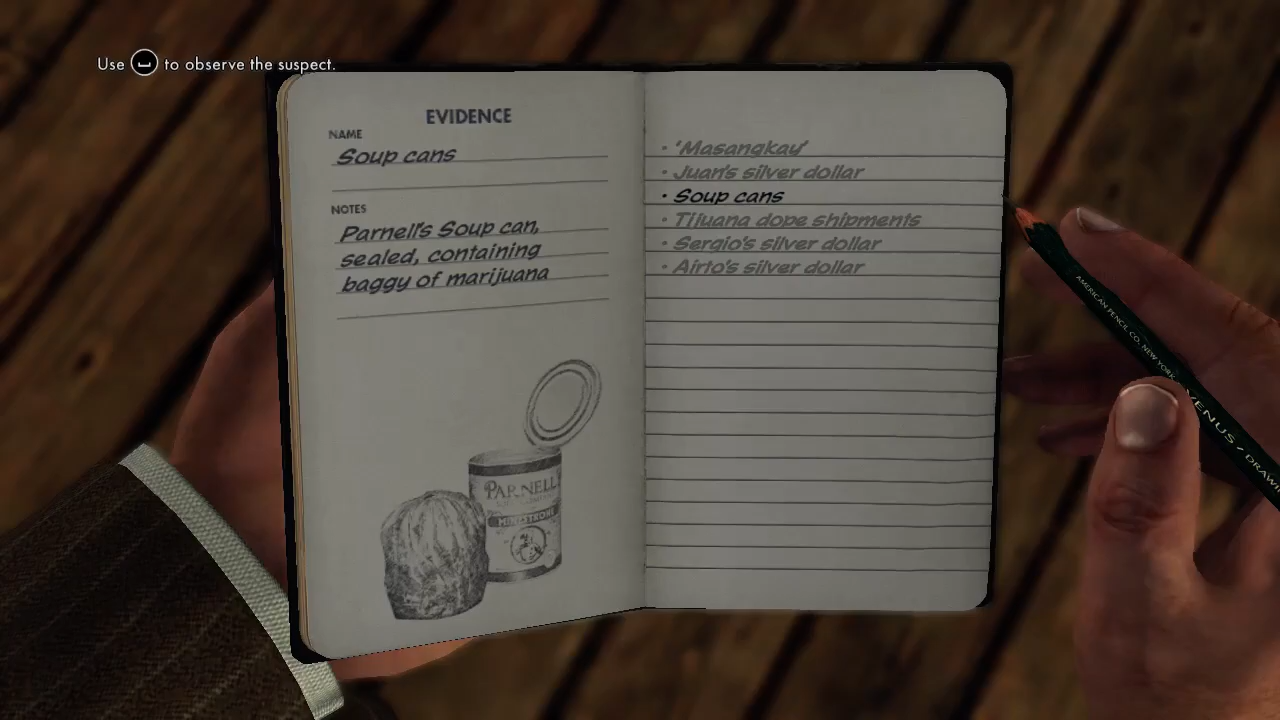 Use to observe the suspect.
EVIDENCE
NAME
Soup cans
NOTES
Parnell's Soup can,
sealed, containing
baggy of marijuana
PARNELL
• 'Masangkay'
• Juan's silver dollar
• Soup cans
• Tijuana dope shipments
• Sergio's silver dollar
• Airto's silver dollar
AMERICAN PENCIL CO. NEW YORK
VENUS / DRAWI